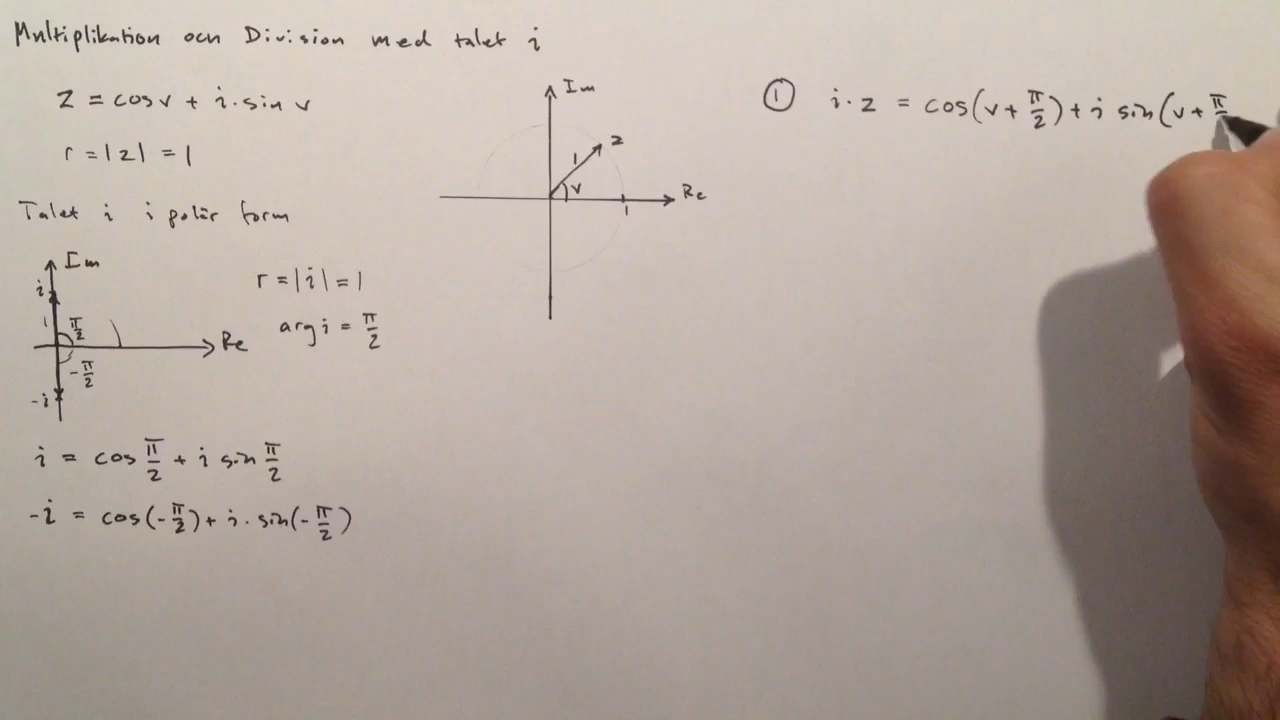 Multiplikation och Division med talet i
z = cos v + i · sin v
r = |z| = 1
Talet i i polär form
Im
i
1
π/2
Re
-π/2
-i
r = |i| = 1
arg i = π/2
i = cos π/2 + i sin π/2
-i = cos(-π/2) + i · sin(-π/2)
Im
z
1
v
Re
1
① i · z = cos(v + π/2) + i sin(v + π